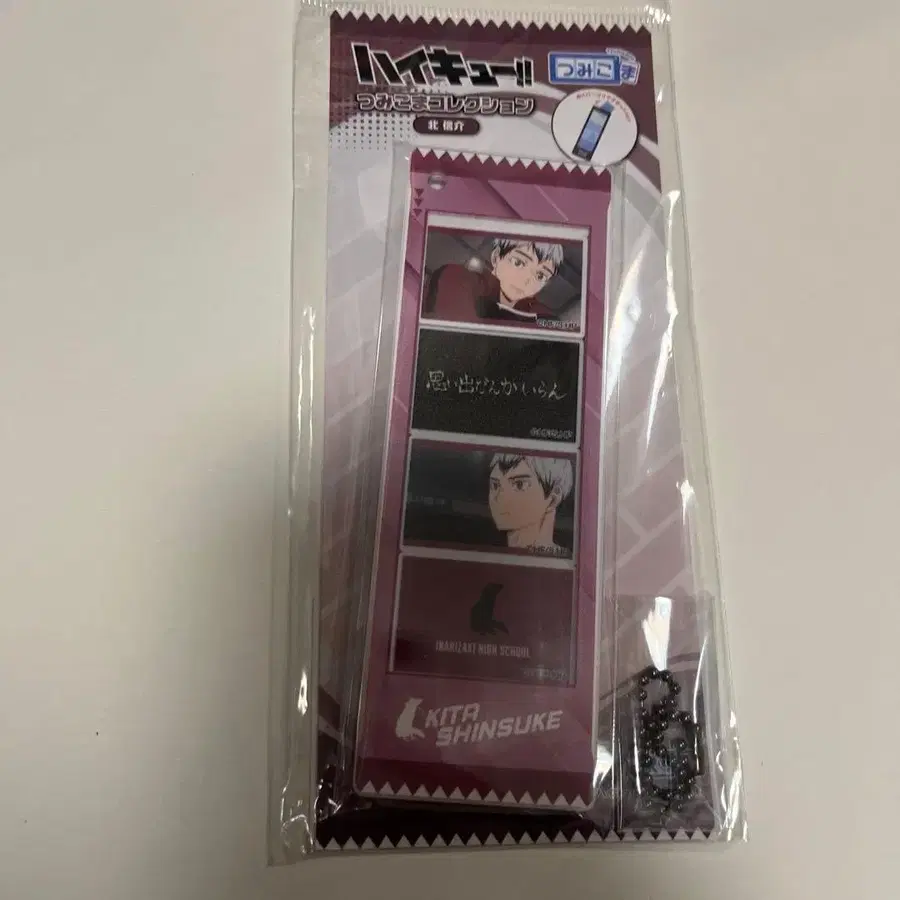 ハイキュー!!
つみこま
つみこまコレクション
北 信介
思い出なんかいらん
INARIZAKI HIGH SCHOOL
KITA
SHINSUKE